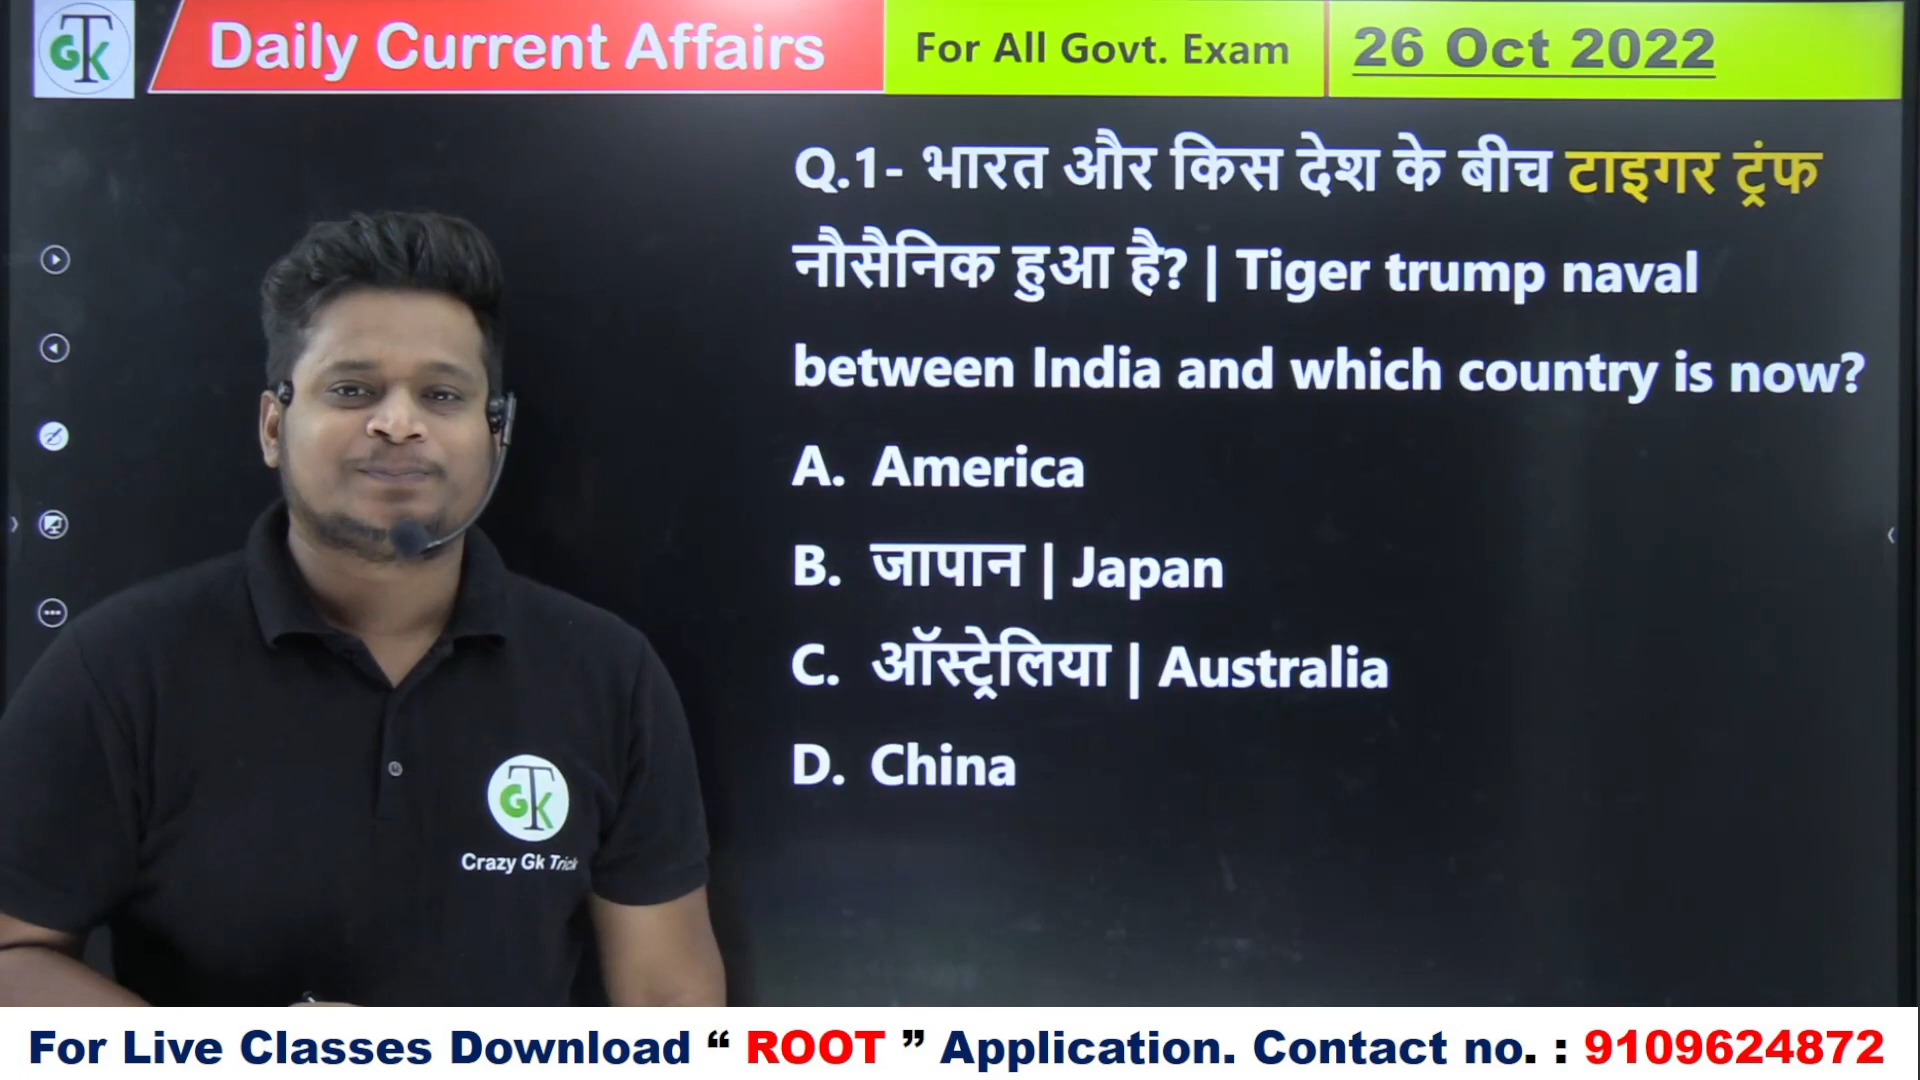 GTK
Daily Current Affairs
For All Govt. Exam
26 Oct 2022
Q.1- भारत और किस देश के बीच टाइगर ट्रंफ
नौसैनिक हुआ है? | Tiger trump naval
between India and which country is now?
A. America
B. जापान | Japan
C. ऑस्ट्रेलिया | Australia
D. China
GTK
Crazy Gk Trick
For Live Classes Download “ ROOT ” Application. Contact no. : 9109624872